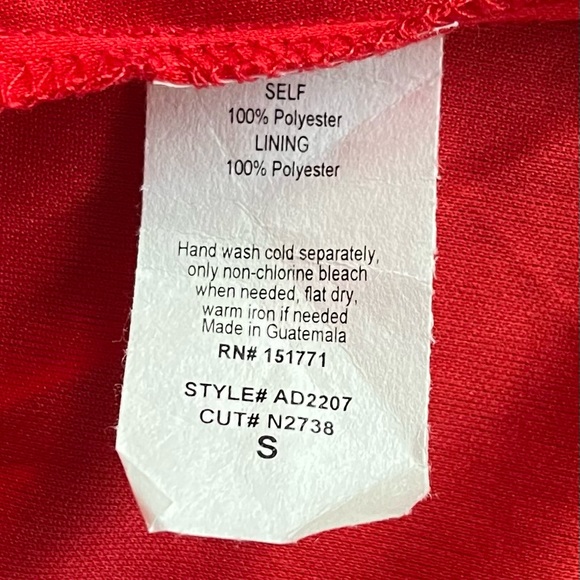 SELF
100% Polyester
LINING
100% Polyester
Hand wash cold separately,
only non-chlorine bleach
when needed, flat dry,
warm iron if needed
Made in Guatemala
RN# 151771
STYLE# AD2207
CUT# N2738
S